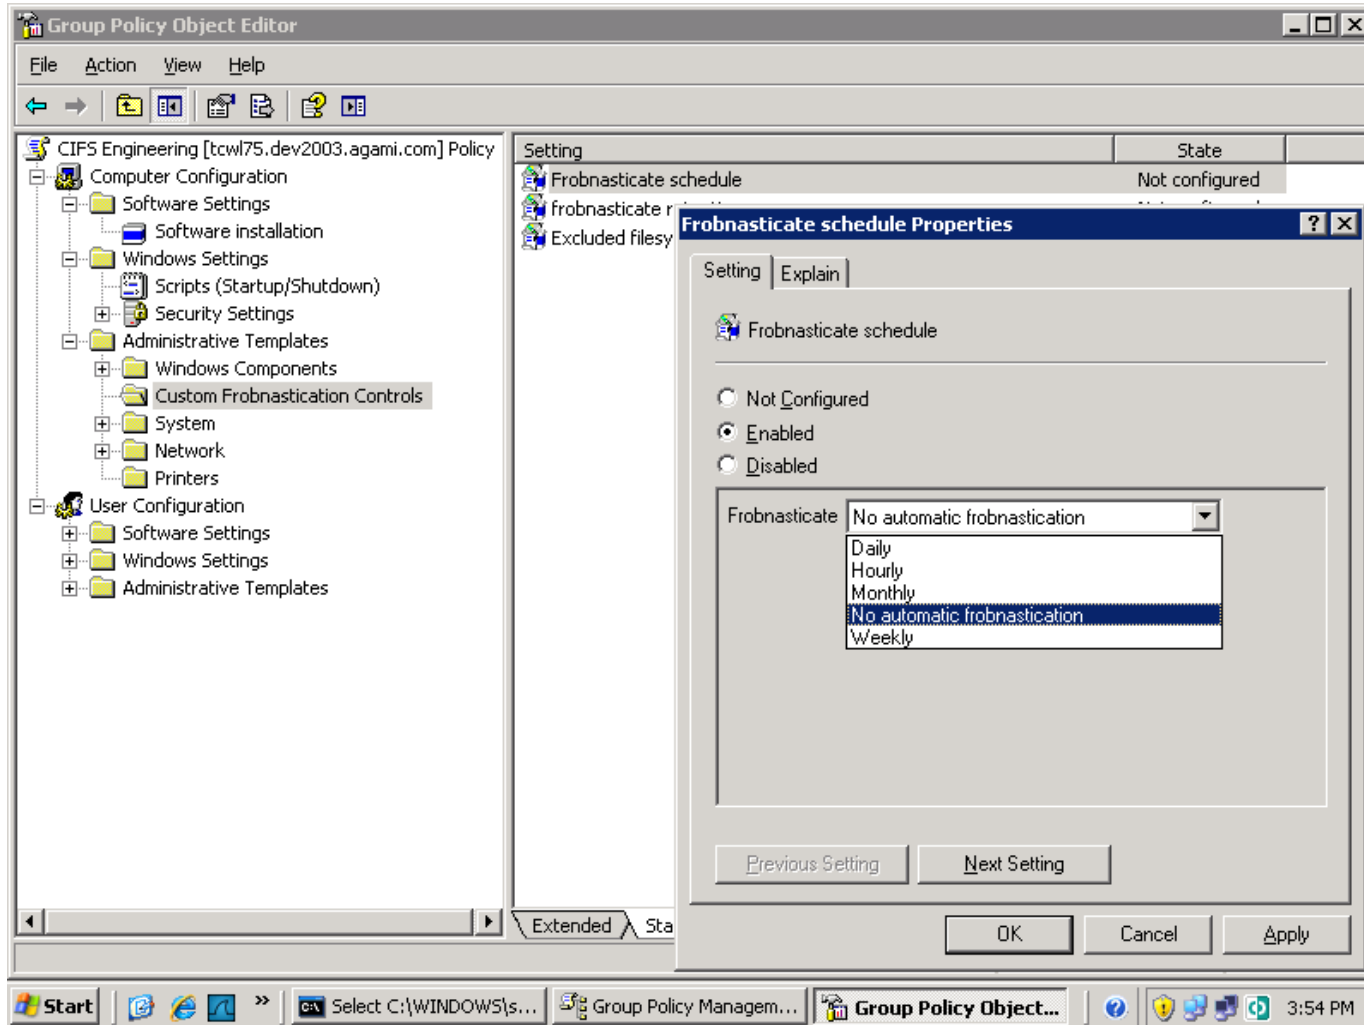 Group Policy Object Editor
File Action View Help
CIFS Engineering [tcwl75.dev2003.agami.com] Policy
Computer Configuration
Software Settings
Software installation
Windows Settings
Scripts (Startup/Shutdown)
Security Settings
Administrative Templates
Windows Components
Custom Frobnastication Controls
System
Network
Printers
User Configuration
Software Settings
Windows Settings
Administrative Templates
Setting State
Frobnasticate schedule Not configured
frobnasticate
Excluded filesy
Extended Sta
Frobnasticate schedule Properties
Setting Explain
Frobnasticate schedule
Not Configured
Enabled
Disabled
Frobnasticate No automatic frobnastication
Daily
Hourly
Monthly
No automatic frobnastication
Weekly
Previous Setting Next Setting
OK Cancel Apply
Start » Select C:\WINDOWS\s... Group Policy Managem... Group Policy Object... 3:54 PM